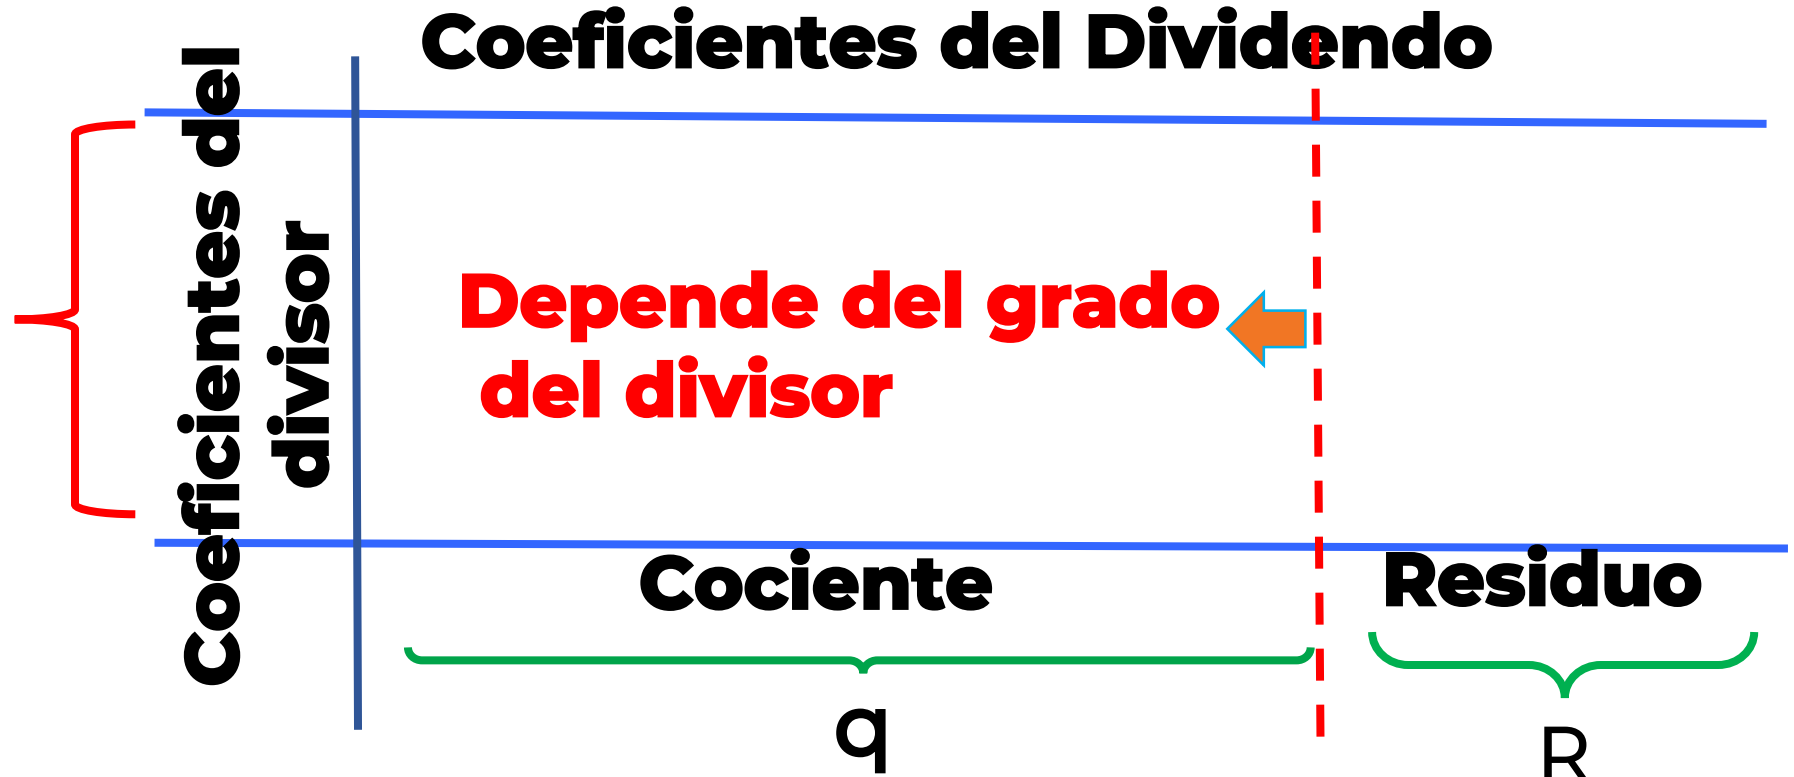 Coeficientes del Dividendo
Coeficientes del
divisor
Depende del grado
del divisor
Cociente
Residuo
q
R